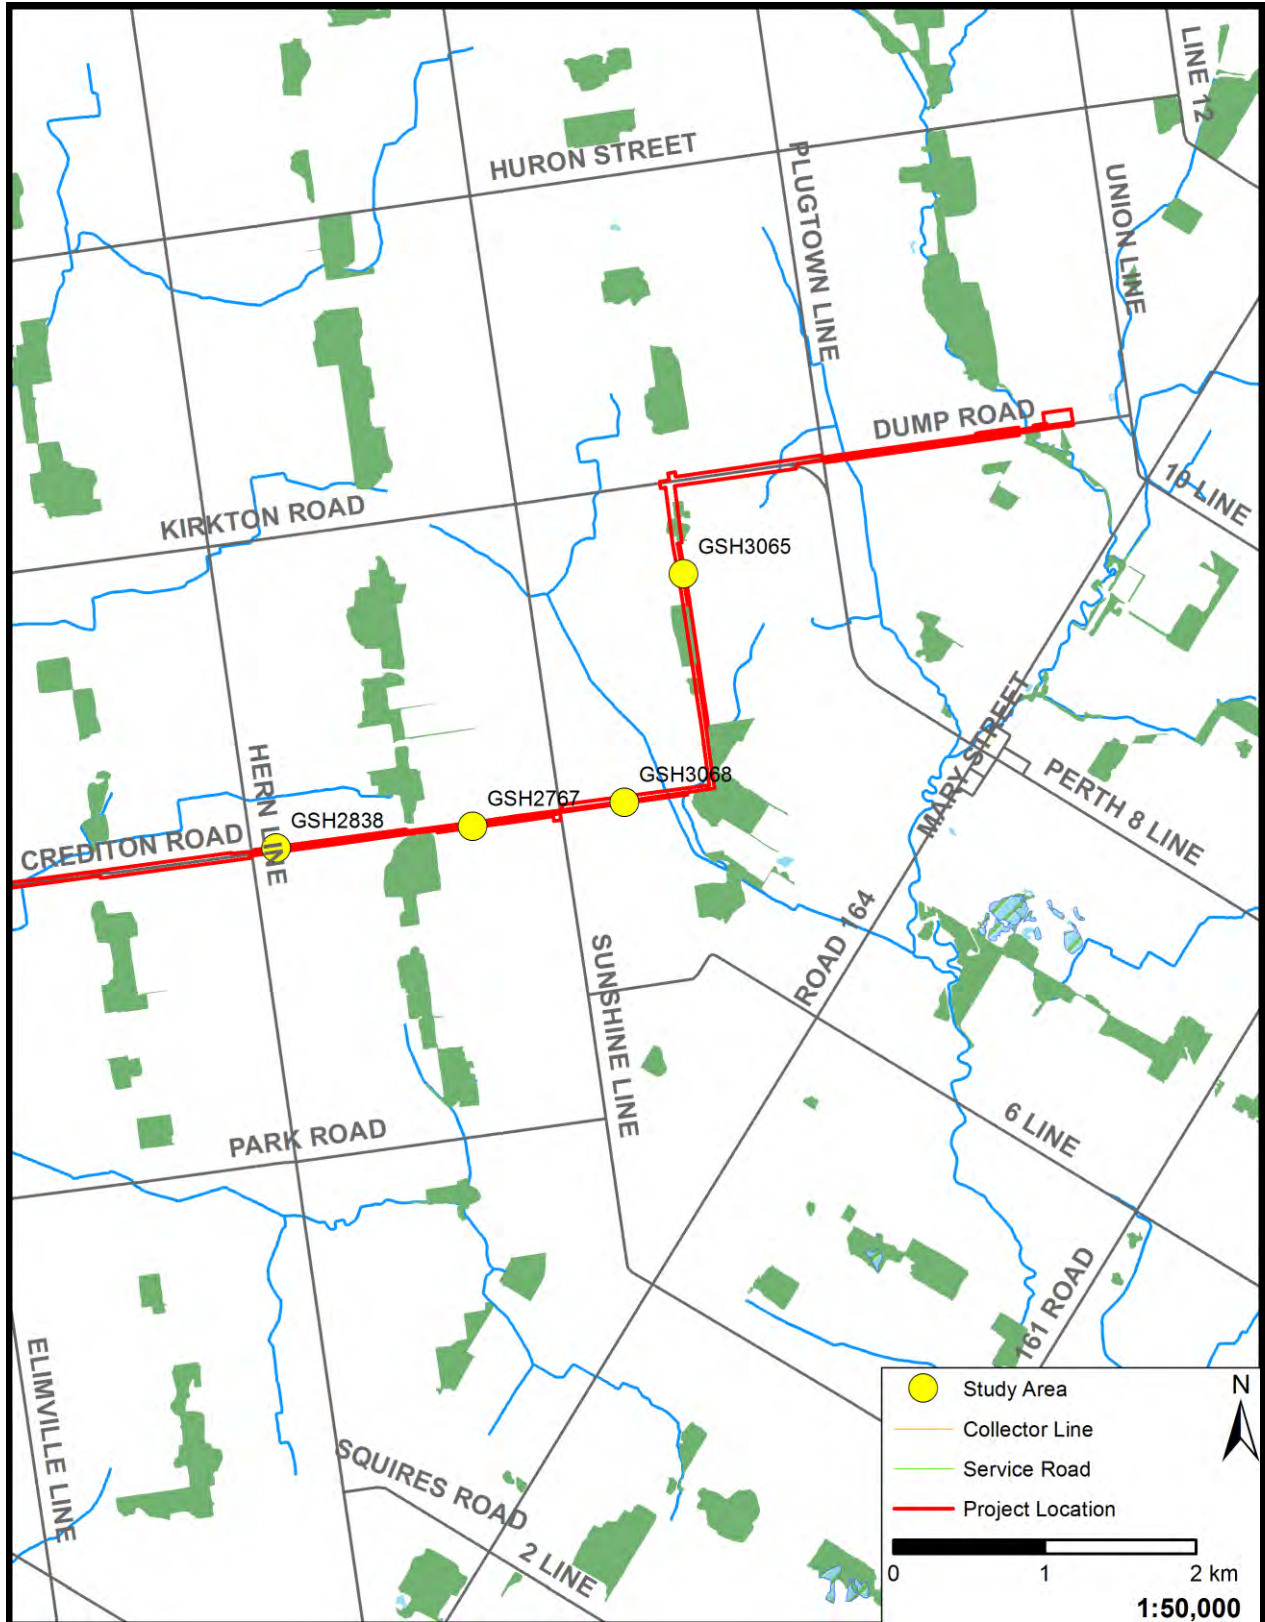 LINE 12
HURON STREET
PLUGTOWN LINE
UNION LINE
DUMP ROAD
10 LINE
KIRKTON ROAD
GSH3065
MARY STREET
HERN LINE
GSH3068
PERTH 8 LINE
GSH2767
GSH2838
CREDITON ROAD
ROAD 164
SUNSHINE LINE
6 LINE
PARK ROAD
161 ROAD
ELIMVILLE LINE
SQUIRES ROAD
2 LINE
Study Area
N
Collector Line
Service Road
Project Location
0 1 2 km
1:50,000